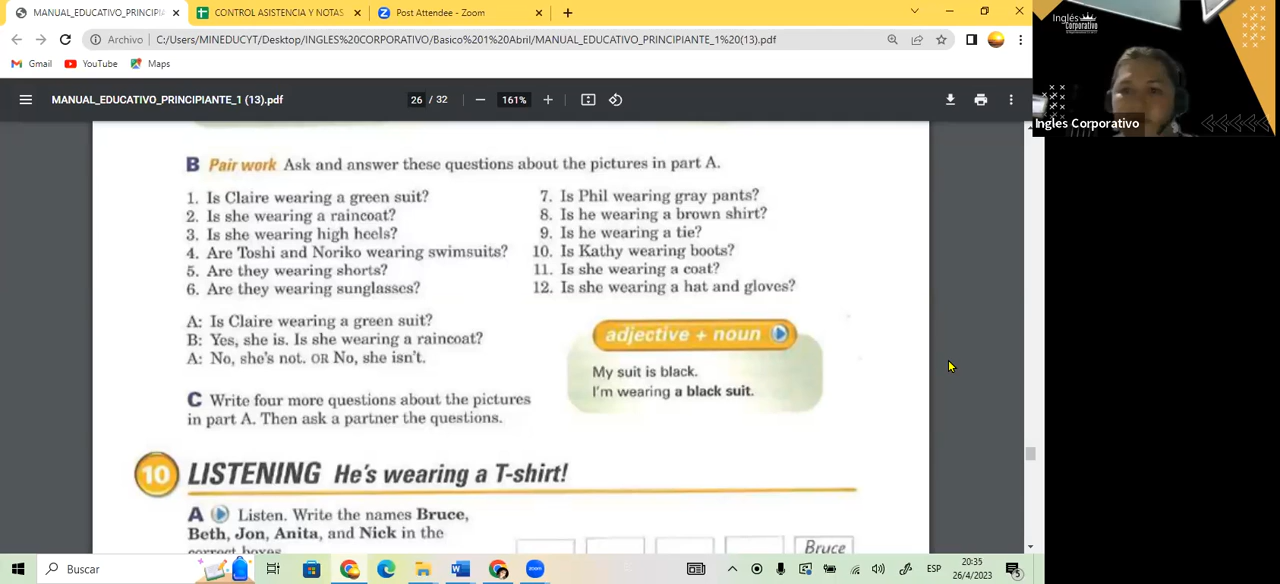 MANUAL_EDUCATIVO_PRINCIPIA
CONTROL ASISTENCIA Y NOTAS
Post Attendee - Zoom
Archivo
C:/Users/MINEDUCYT/Desktop/INGLES%20CORPORATIVO/Basico%201%20Abril/MANUAL_EDUCATIVO_PRINCIPIANTE_1%20(13).pdf
Gmail
YouTube
Maps
MANUAL_EDUCATIVO_PRINCIPIANTE_1 (13).pdf
26 / 32
161%
B Pair work Ask and answer these questions about the pictures in part A.
1. Is Claire wearing a green suit?
2. Is she wearing a raincoat?
3. Is she wearing high heels?
4. Are Toshi and Noriko wearing swimsuits?
5. Are they wearing shorts?
6. Are they wearing sunglasses?
7. Is Phil wearing gray pants?
8. Is he wearing a brown shirt?
9. Is he wearing a tie?
10. Is Kathy wearing boots?
11. Is she wearing a coat?
12. Is she wearing a hat and gloves?
A: Is Claire wearing a green suit?
B: Yes, she is. Is she wearing a raincoat?
A: No, she's not. OR No, she isn't.
adjective + noun
My suit is black.
I'm wearing a black suit.
C Write four more questions about the pictures
in part A. Then ask a partner the questions.
10 LISTENING He's wearing a T-shirt!
A Listen. Write the names Bruce,
Beth, Jon, Anita, and Nick in the
correct boxes.
Bruce
Inglés
Corporativo
Ingles Corporativo
Buscar
ESP
20:35
26/4/2023
5